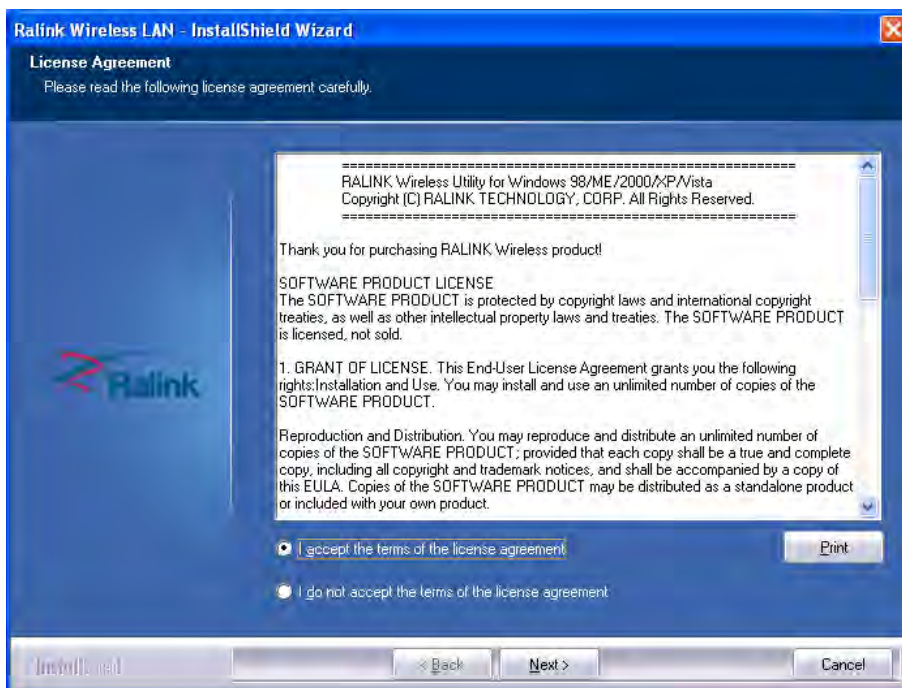 Ralink Wireless LAN - InstallShield Wizard
License Agreement
Please read the following license agreement carefully.
==========================================================
RALINK Wireless Utility for Windows 98/ME/2000/XP/Vista
Copyright (C) RALINK TECHNOLOGY, CORP. All Rights Reserved.
==========================================================
Thank you for purchasing RALINK Wireless product!
SOFTWARE PRODUCT LICENSE
The SOFTWARE PRODUCT is protected by copyright laws and international copyright
treaties, as well as other intellectual property laws and treaties. The SOFTWARE PRODUCT
is licensed, not sold.
1. GRANT OF LICENSE. This End-User License Agreement grants you the following
rights:Installation and Use. You may install and use an unlimited number of copies of the
SOFTWARE PRODUCT.
Reproduction and Distribution. You may reproduce and distribute an unlimited number of
copies of the SOFTWARE PRODUCT; provided that each copy shall be a true and complete
copy, including all copyright and trademark notices, and shall be accompanied by a copy of
this EULA. Copies of the SOFTWARE PRODUCT may be distributed as a standalone product
or included with your own product.
Ralink
I accept the terms of the license agreement
Print
I do not accept the terms of the license agreement
InstallShield
< Back
Next >
Cancel